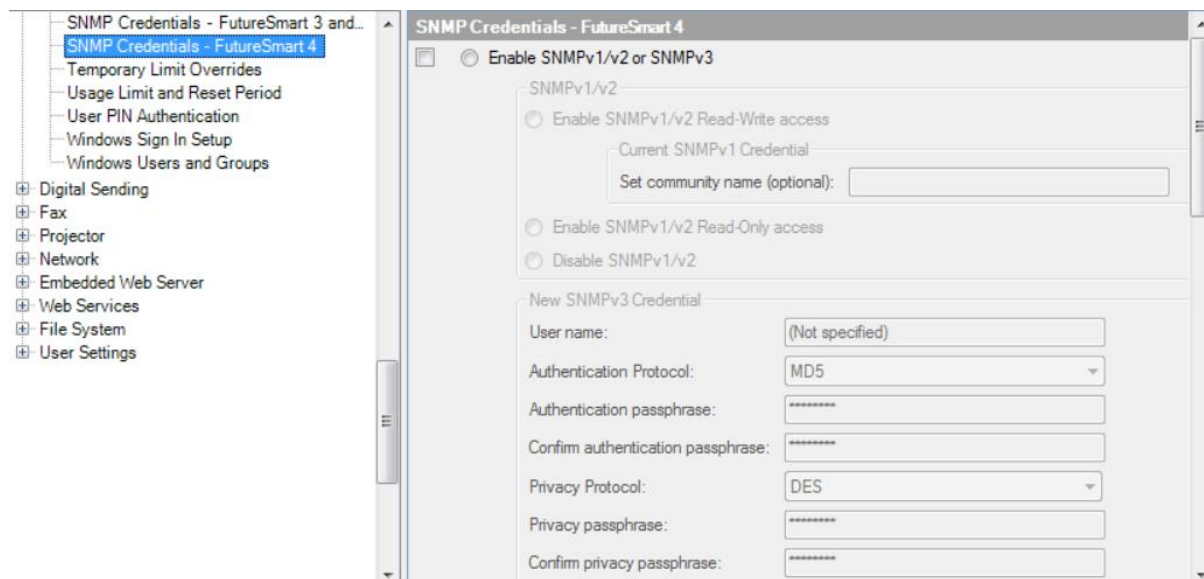 SNMP Credentials - FutureSmart 3 and...
SNMP Credentials - FutureSmart 4
Temporary Limit Overrides
Usage Limit and Reset Period
User PIN Authentication
Windows Sign In Setup
Windows Users and Groups
Digital Sending
Fax
Projector
Network
Embedded Web Server
Web Services
File System
User Settings
SNMP Credentials - FutureSmart 4
Enable SNMPv1/v2 or SNMPv3
SNMPv1/v2
Enable SNMPv1/v2 Read-Write access
Current SNMPv1 Credential
Set community name (optional):
Enable SNMPv1/v2 Read-Only access
Disable SNMPv1/v2
New SNMPv3 Credential
User name: (Not specified)
Authentication Protocol: MD5
Authentication passphrase: ********
Confirm authentication passphrase: ********
Privacy Protocol: DES
Privacy passphrase: ********
Confirm privacy passphrase: ********